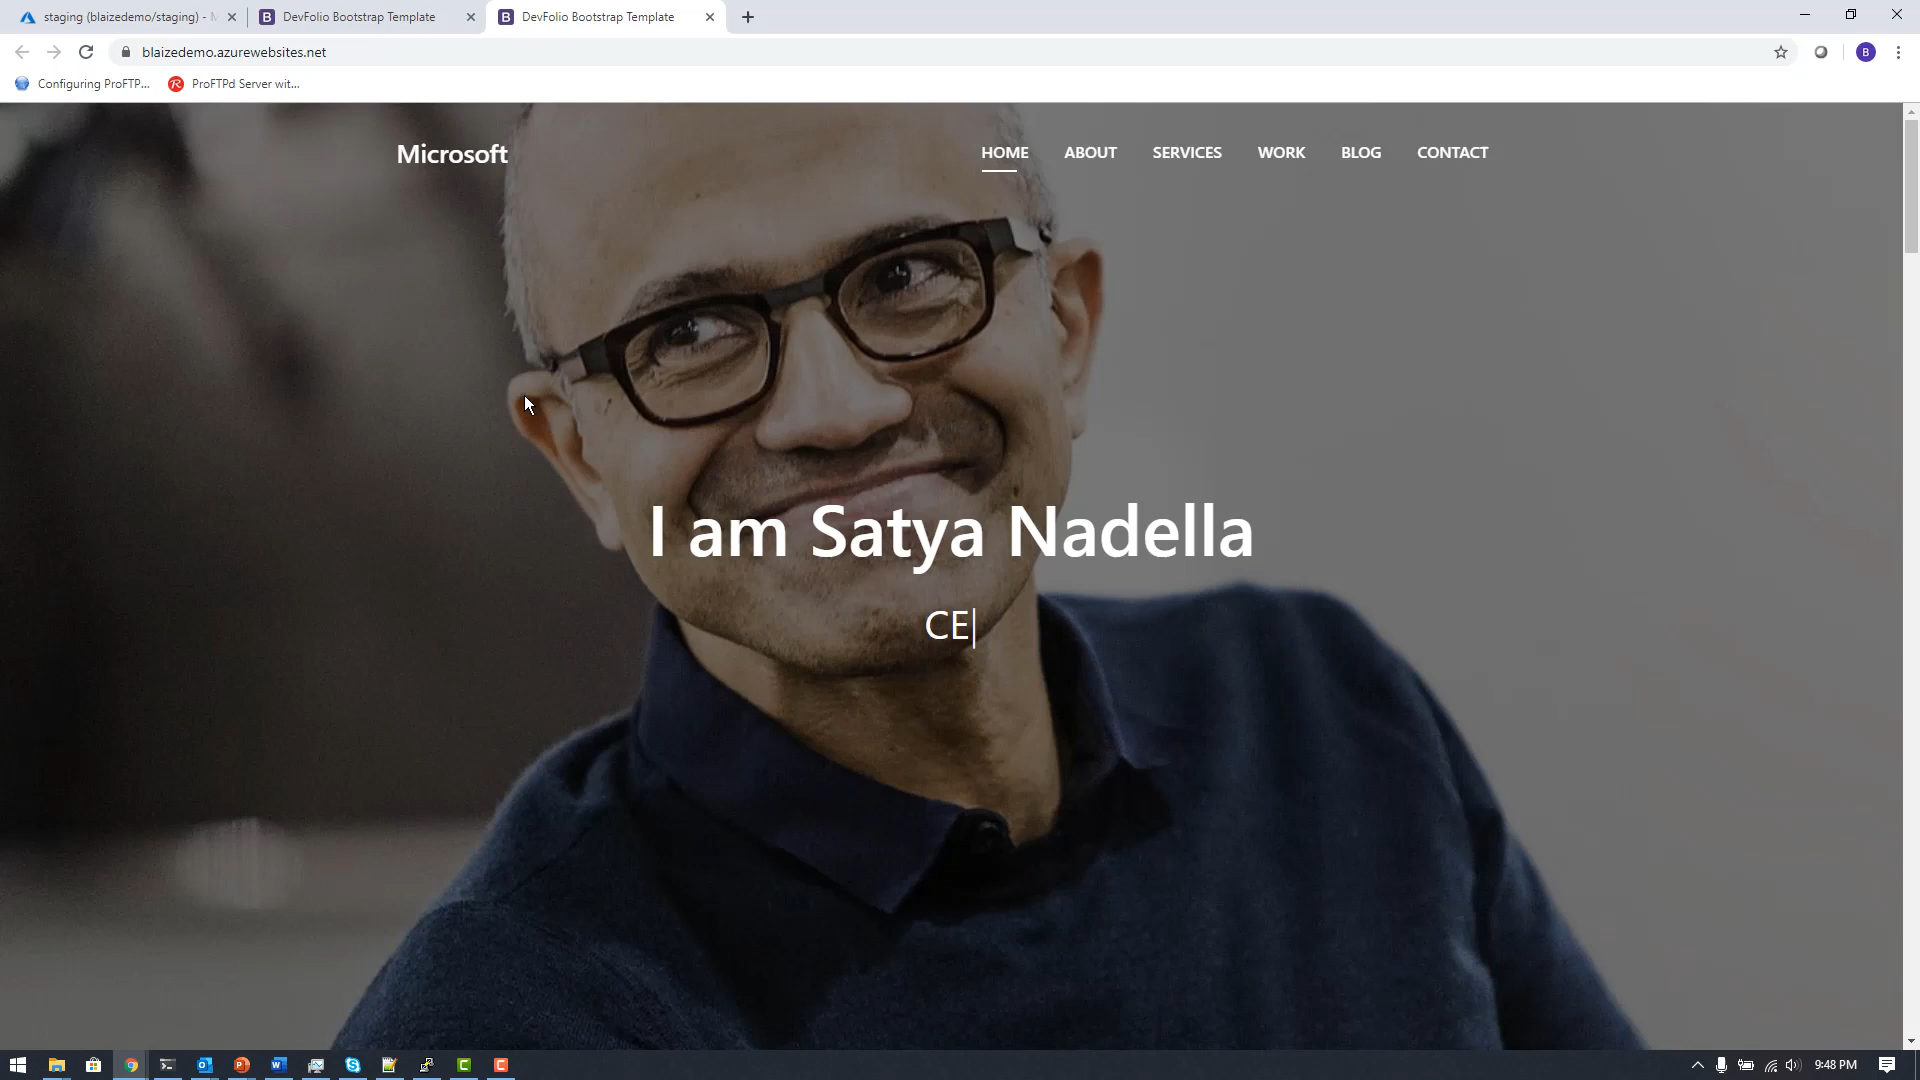 staging (blaizedemo/staging) -
DevFolio Bootstrap Template
DevFolio Bootstrap Template
blaizedemo.azurewebsites.net
B
Configuring ProFTP...
ProFTPd Server wit...
Microsoft
HOME
ABOUT
SERVICES
WORK
BLOG
CONTACT
I am Satya Nadella
CE
9:48 PM